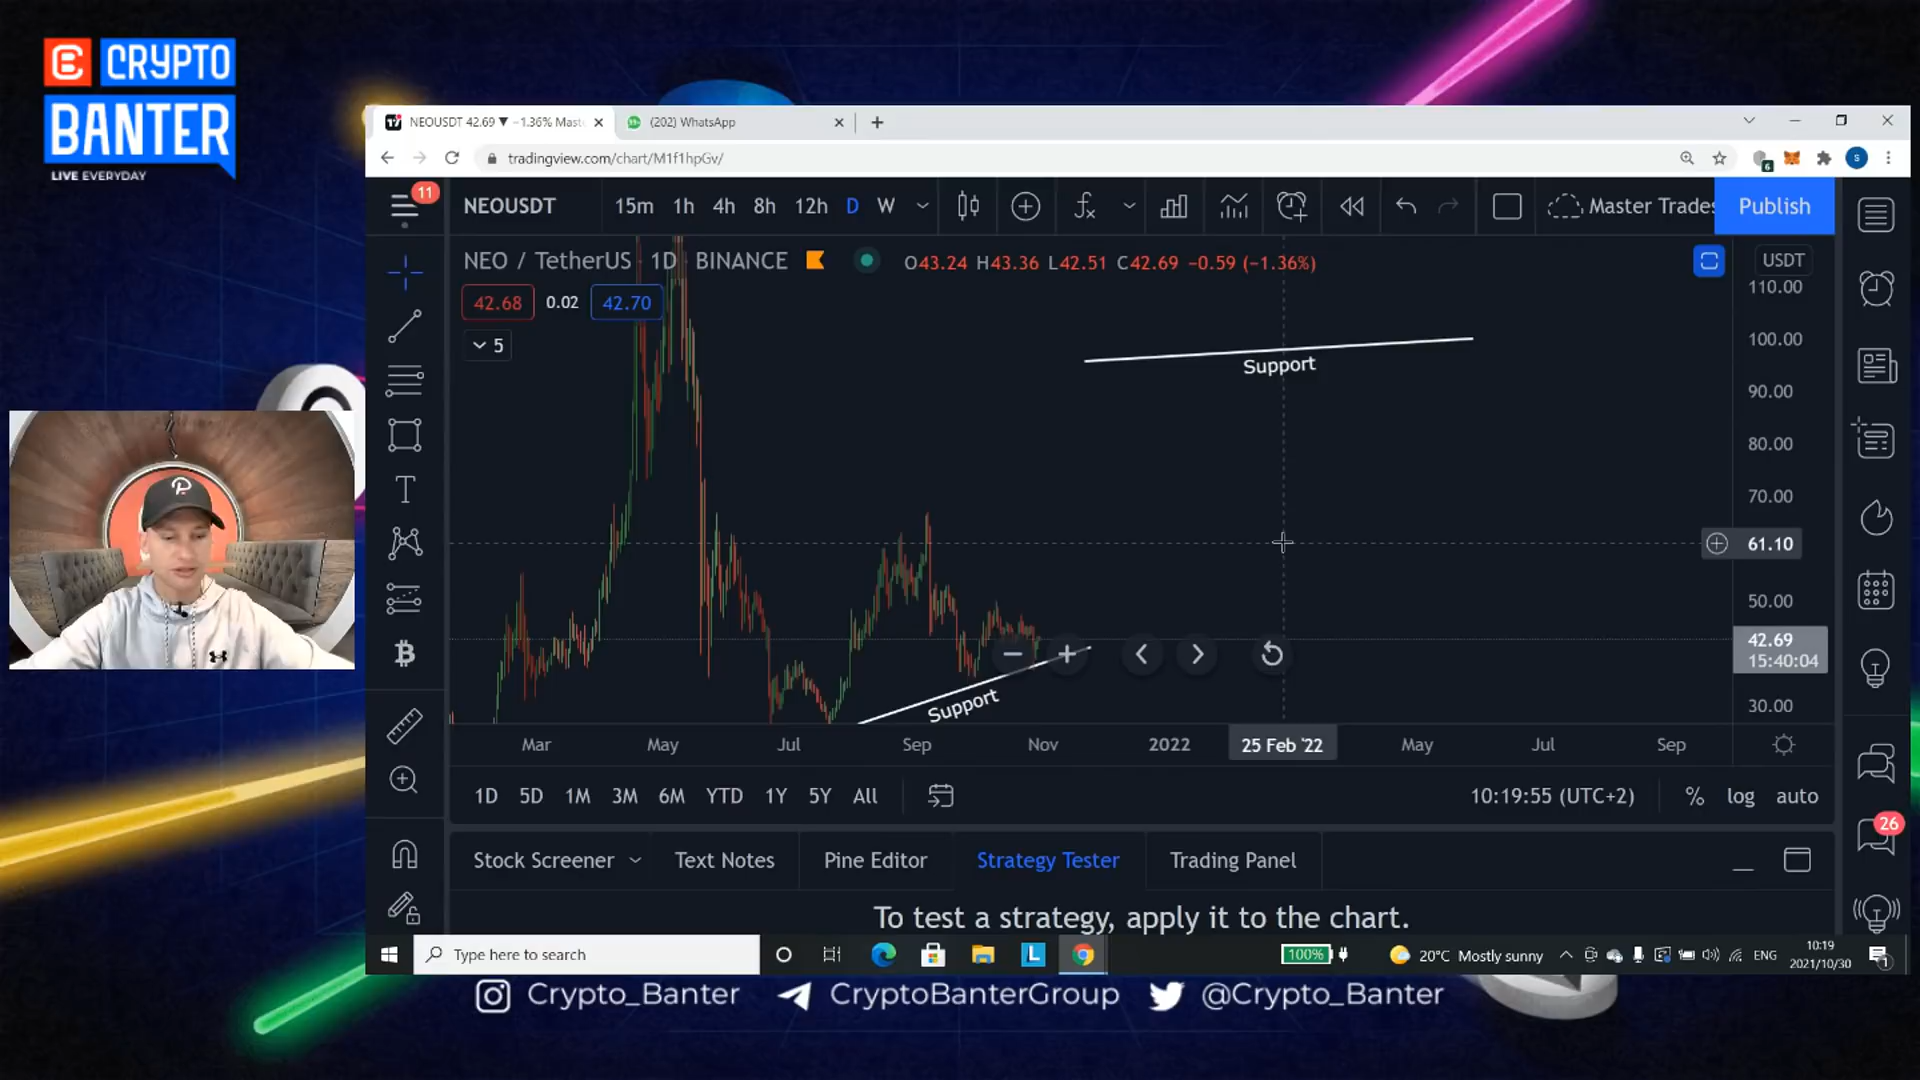 CRYPTO
BANTER
LIVE EVERYDAY
NEOUSDT 42.69 ▼ −1.36% Mast
(202) WhatsApp
tradingview.com/chart/M1f1hpGv/
11
NEOUSDT
15m 1h 4h 8h 12h D W
Master Trades
Publish
NEO / TetherUS 1D BINANCE
O43.24 H43.36 L42.51 C42.69 −0.59 (−1.36%)
USDT
42.68 0.02 42.70
5
110.00
100.00
90.00
80.00
70.00
61.10
50.00
42.69
15:40:04
30.00
Support
Support
Mar May Jul Sep Nov 2022 25 Feb '22 May Jul Sep
1D 5D 1M 3M 6M YTD 1Y 5Y All
10:19:55 (UTC+2) % log auto
26
Stock Screener Text Notes Pine Editor Strategy Tester Trading Panel
To test a strategy, apply it to the chart.
Type here to search
100%
20°C Mostly sunny
ENG
10:19
2021/10/30
Crypto_Banter CryptoBanterGroup @Crypto_Banter